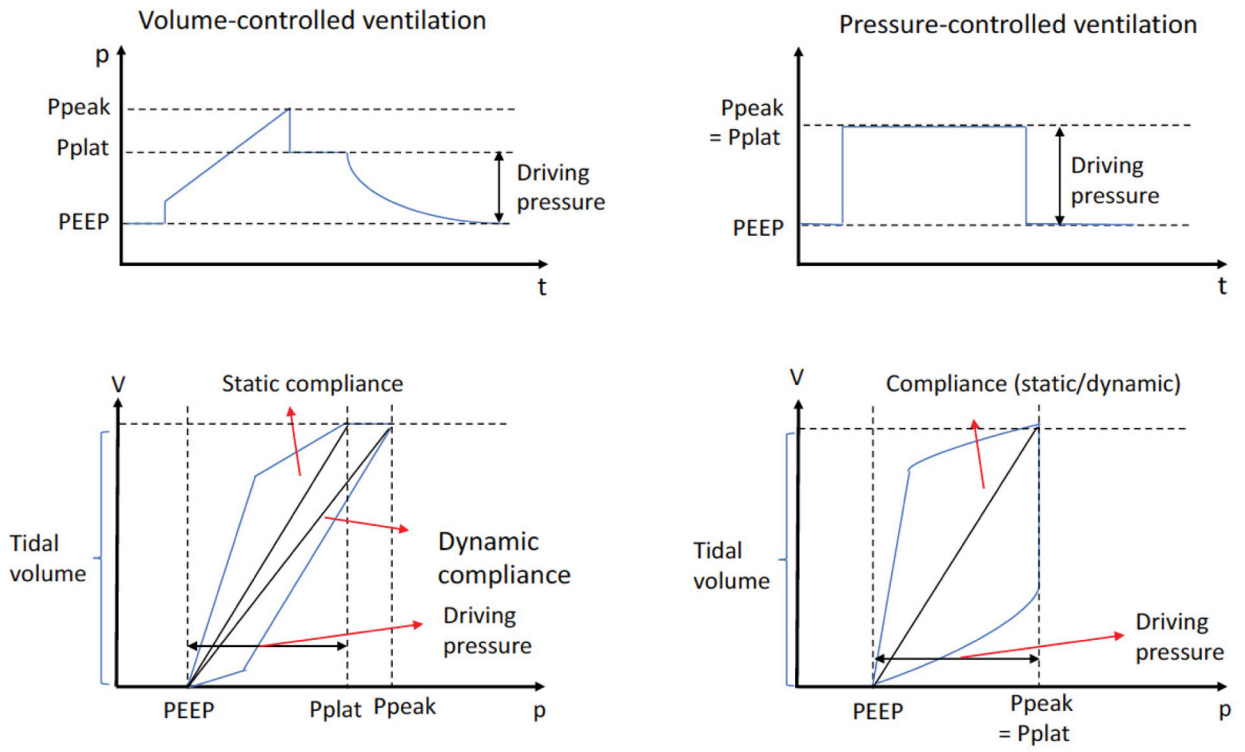 Volume-controlled ventilation
p
Ppeak
Pplat
PEEP
Driving
pressure
t
Pressure-controlled ventilation
Ppeak
= Pplat
PEEP
Driving
pressure
t
V
Static compliance
Tidal
volume
Dynamic
compliance
Driving
pressure
PEEP
Pplat
Ppeak
p
V
Compliance (static/dynamic)
Tidal
volume
Driving
pressure
PEEP
Ppeak
= Pplat
p